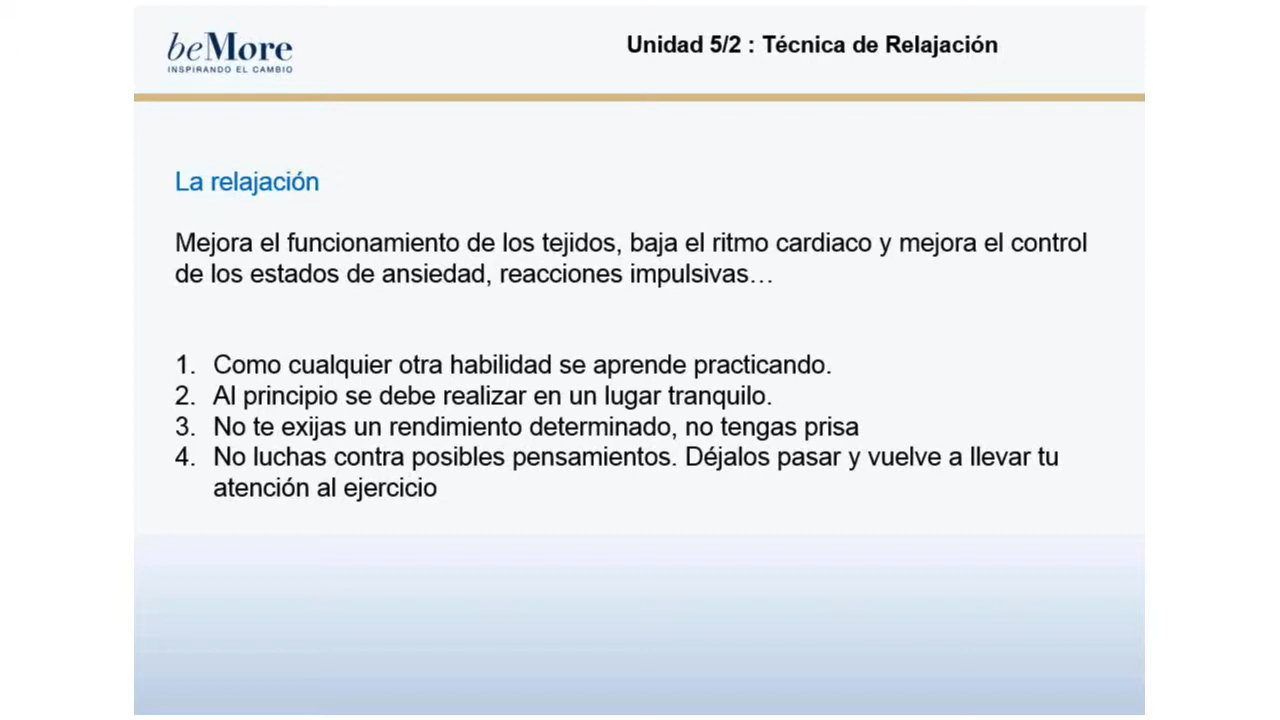 beMore
INSPIRANDO EL CAMBIO
Unidad 5/2 : Técnica de Relajación
La relajación
Mejora el funcionamiento de los tejidos, baja el ritmo cardiaco y mejora el control
de los estados de ansiedad, reacciones impulsivas…
1. Como cualquier otra habilidad se aprende practicando.
2. Al principio se debe realizar en un lugar tranquilo.
3. No te exijas un rendimiento determinado, no tengas prisa
4. No luchas contra posibles pensamientos. Déjalos pasar y vuelve a llevar tu
atención al ejercicio